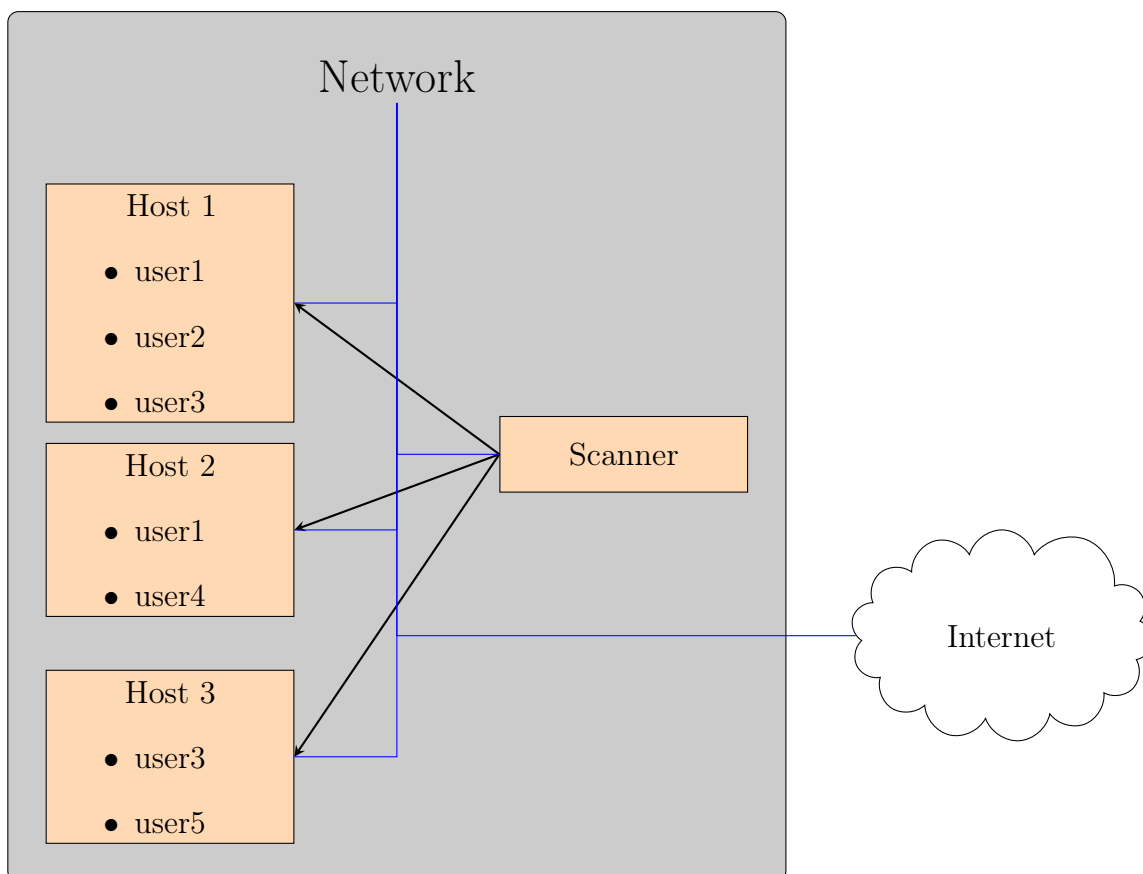 Network
Host 1
• user1
• user2
• user3
Host 2
• user1
• user4
Host 3
• user3
• user5
Scanner
Internet